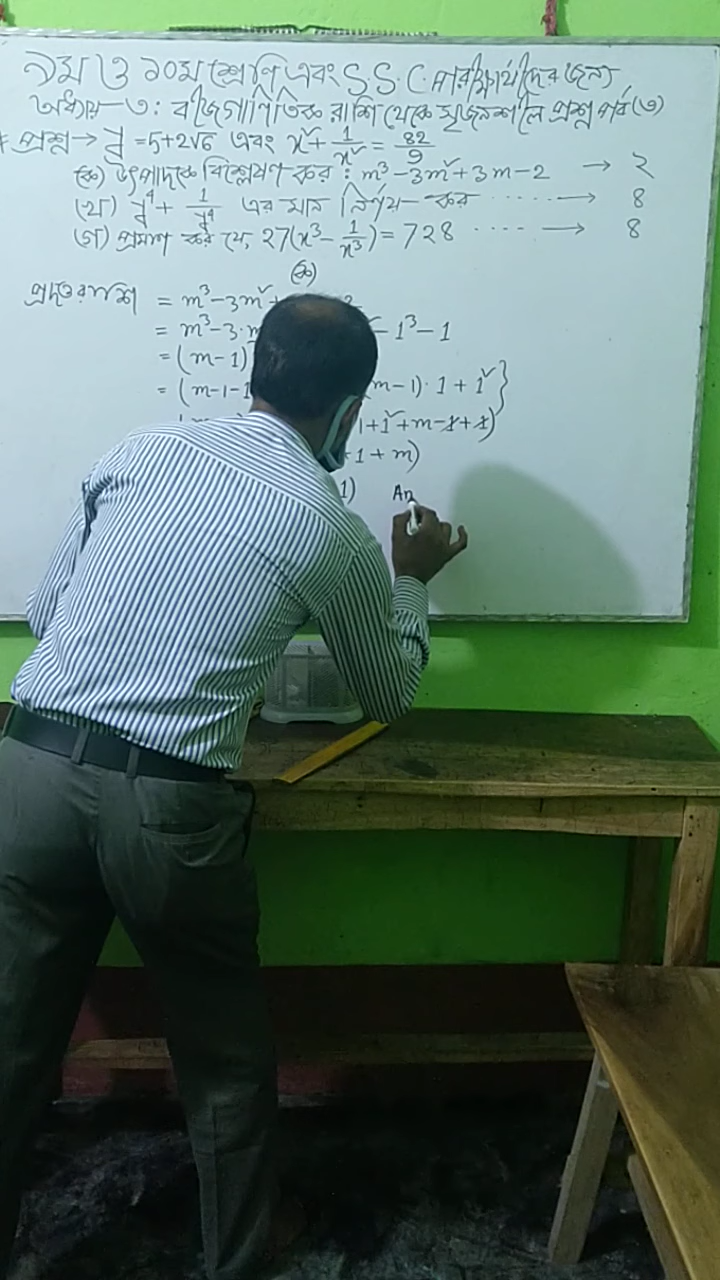 ৯ম ও ১০ম শ্রেণি এবং S.S.C. পরীক্ষার্থীদের জন্য
অধ্যায়-৩: বীজগাণিতিক রাশি থেকে সৃজনশীল প্রশ্ন পর্ব (৩)
* প্রশ্ন → y² = 5+2√6 এবং x² + 1/x² = 82/9
(ক) উৎপাদকে বিশ্লেষণ কর : m³-3m²+3m-2 → ২
(খ) y⁴ + 1/y⁴ এর মান নির্ণয় কর ...... → 8
(গ) প্রমাণ কর যে, 27(x³ - 1/x³) = 728 .... → 8
(ক)
প্রদত্ত রাশি = m³-3m²
= m³-3·m - 1³-1
= (m-1)
= (m-1-1 m-1)·1+1²}
1+1²+m-1+1)
1+m)
1) An